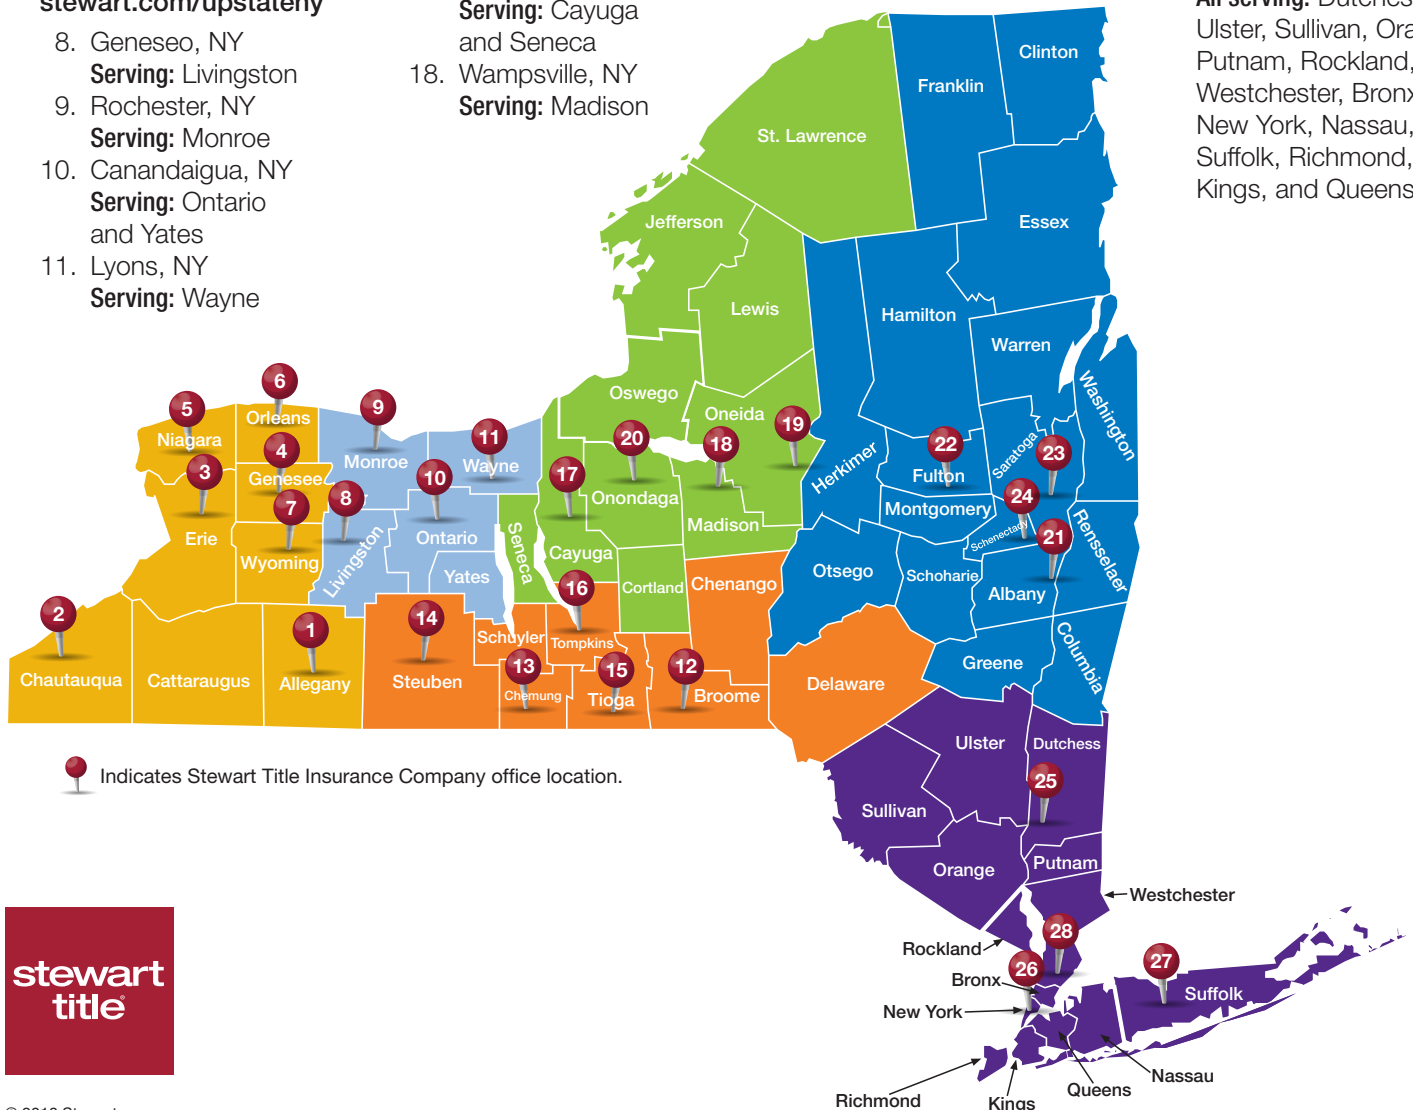 stewart.com/upstateny
8. Geneseo, NY
Serving: Livingston
9. Rochester, NY
Serving: Monroe
10. Canandaigua, NY
Serving: Ontario
and Yates
11. Lyons, NY
Serving: Wayne
Serving: Cayuga
and Seneca
18. Wampsville, NY
Serving: Madison
All serving:
Ulster, Sullivan,
Putnam, Rockland,
Westchester, Bronx
New York, Nassau,
Suffolk, Richmond,
Kings, and Queens
Clinton
Franklin
St. Lawrence
Jefferson
Essex
Lewis
Hamilton
Warren
Washington
Oswego
Oneida
6
5
Orleans
9
Niagara
4
11
20
18
19
22
Saratoga
23
3
Genesee
Monroe
Wayne
10
17
Herkimer
Fulton
7
8
Onondaga
24
Montgomery
Erie
Livingston
Ontario
Seneca
Madison
Schenectady
21
Rensselaer
Wyoming
Yates
Cayuga
16
Cortland
Chenango
Otsego
Schoharie
Albany
2
1
14
Schuyler
Tompkins
Greene
Columbia
13
15
12
Chautauqua
Cattaraugus
Allegany
Steuben
Chemung
Tioga
Broome
Delaware
Ulster
Dutchess
25
Indicates Stewart Title Insurance Company office location.
Sullivan
Orange
Putnam
Westchester
28
Rockland
26
27
Bronx
Suffolk
New York
Nassau
Queens
Richmond
Kings
stewart
title®